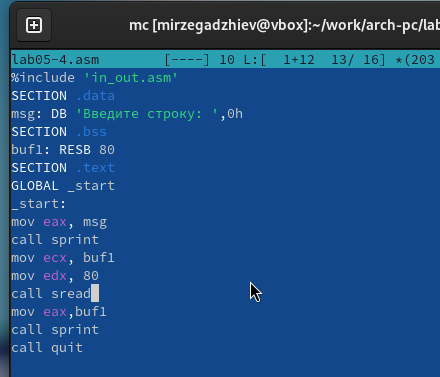 mc [mirzegadzhiev@vbox]:~/work/arch-pc/lab
lab05-4.asm [----] 10 L:[ 1+12 13/ 16] *(203
%include 'in_out.asm'
SECTION .data
msg: DB 'Введите строку: ',0h
SECTION .bss
buf1: RESB 80
SECTION .text
GLOBAL _start
_start:
mov eax, msg
call sprint
mov ecx, buf1
mov edx, 80
call sread
mov eax,buf1
call sprint
call quit